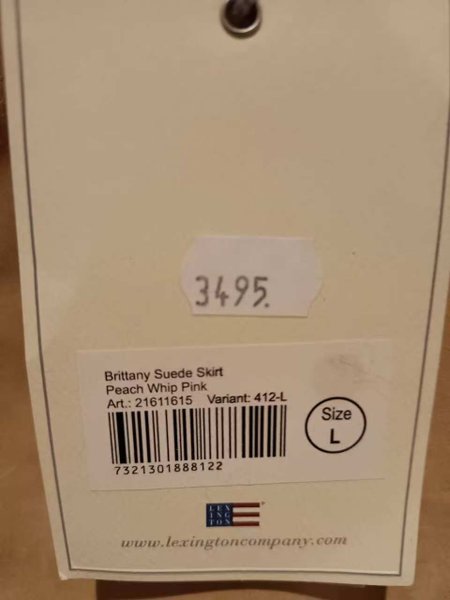 3495.
Brittany Suede Skirt
Peach Whip Pink
Art.: 21611615 Variant: 412-L
7321301888122
Size
L
LEX
ING
TON
www.lexingtoncompany.com